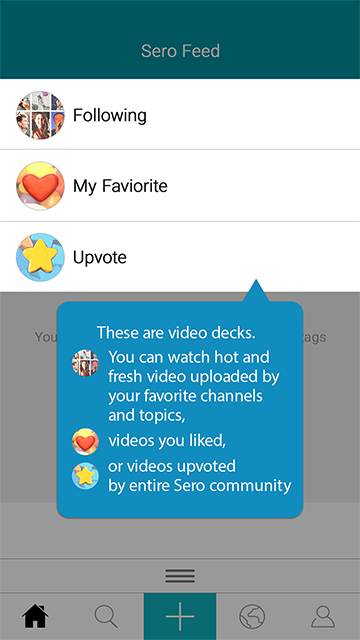 Sero Feed
Following
My Faviorite
Upvote
You
tags
These are video decks.
You can watch hot and
fresh video uploaded by
your favorite channels
and topics,
videos you liked,
or videos upvoted
by entire Sero community